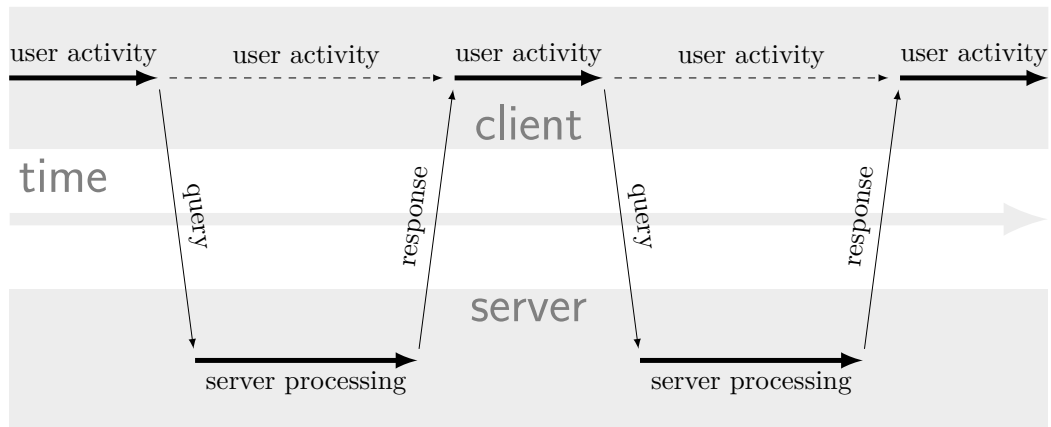 user activity
user activity
user activity
user activity
user activity
client
time
query
response
query
response
server
server processing
server processing